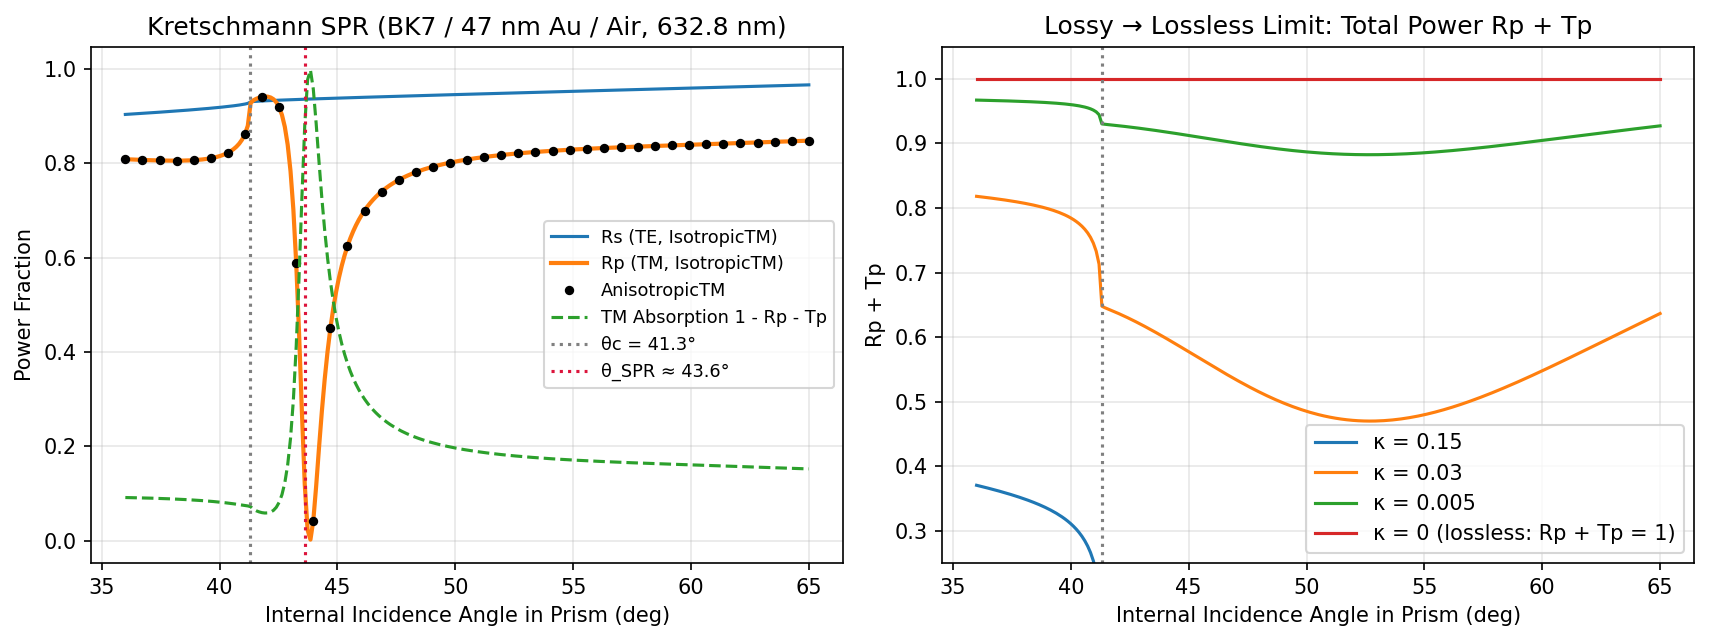 Kretschmann SPR (BK7 / 47 nm Au / Air, 632.8 nm)
Power Fraction
1.0
0.8
0.6
0.4
0.2
0.0
Rs (TE, IsotropicTM)
Rp (TM, IsotropicTM)
AnisotropicTM
TM Absorption 1 - Rp - Tp
θc = 41.3°
θ_SPR ≈ 43.6°
35 40 45 50 55 60 65
Internal Incidence Angle in Prism (deg)
Lossy → Lossless Limit: Total Power Rp + Tp
Rp + Tp
1.0
0.9
0.8
0.7
0.6
0.5
0.4
0.3
κ = 0.15
κ = 0.03
κ = 0.005
κ = 0 (lossless: Rp + Tp = 1)
35 40 45 50 55 60 65
Internal Incidence Angle in Prism (deg)